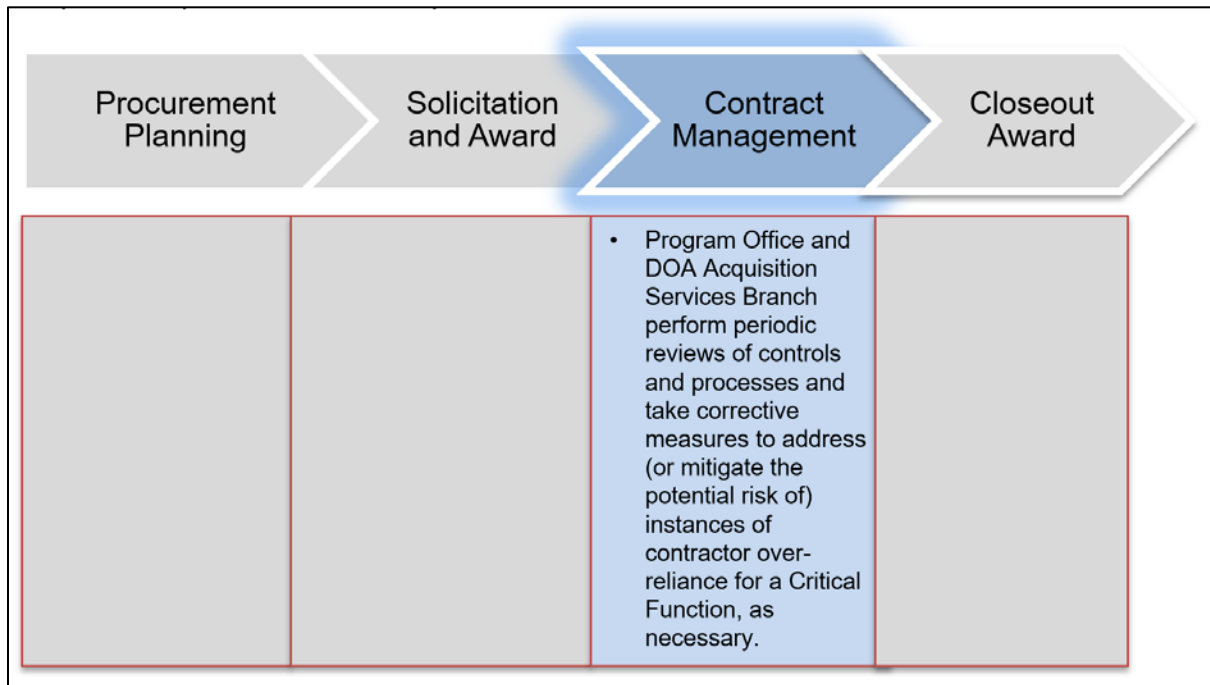 Procurement
Planning
Solicitation
and Award
Contract
Management
Closeout
Award
• Program Office and
DOA Acquisition
Services Branch
perform periodic
reviews of controls
and processes and
take corrective
measures to address
(or mitigate the
potential risk of)
instances of
contractor over-
reliance for a Critical
Function, as
necessary.